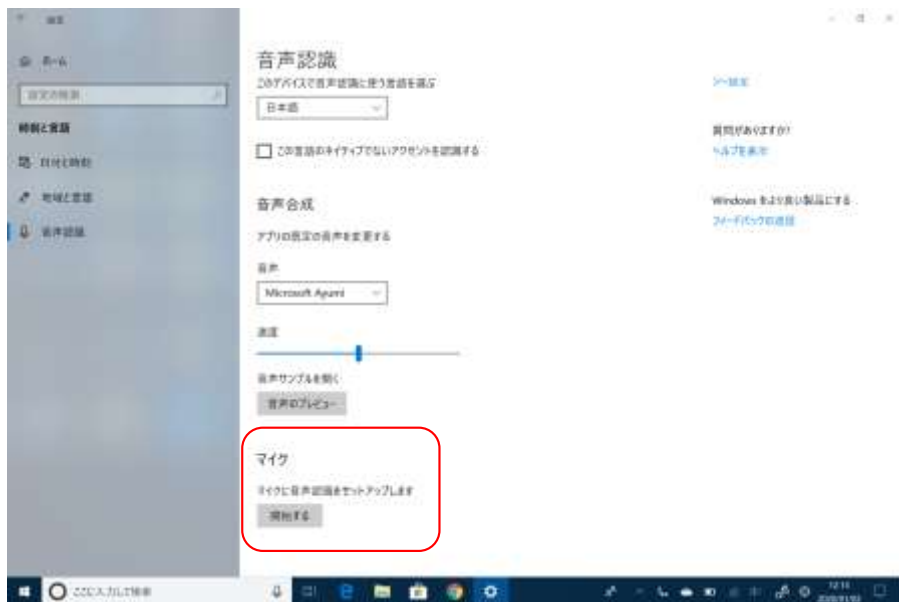 設定
ホーム
設定の検索
時刻と言語
日付と時刻
地域と言語
音声認識
音声認識
このデバイスで音声認識に使う言語を選ぶ
日本語
この言語のネイティブでないアクセントを認識する
音声合成
アプリの既定の音声を変更する
音声
Microsoft Ayumi
速度
音声サンプルを聞く
音声のプレビュー
マイク
マイクに音声認識をセットアップします
開始する
質問がありますか?
ヘルプを表示
Windows をより良い製品にする
フィードバックの送信
ここに入力して検索
12:11